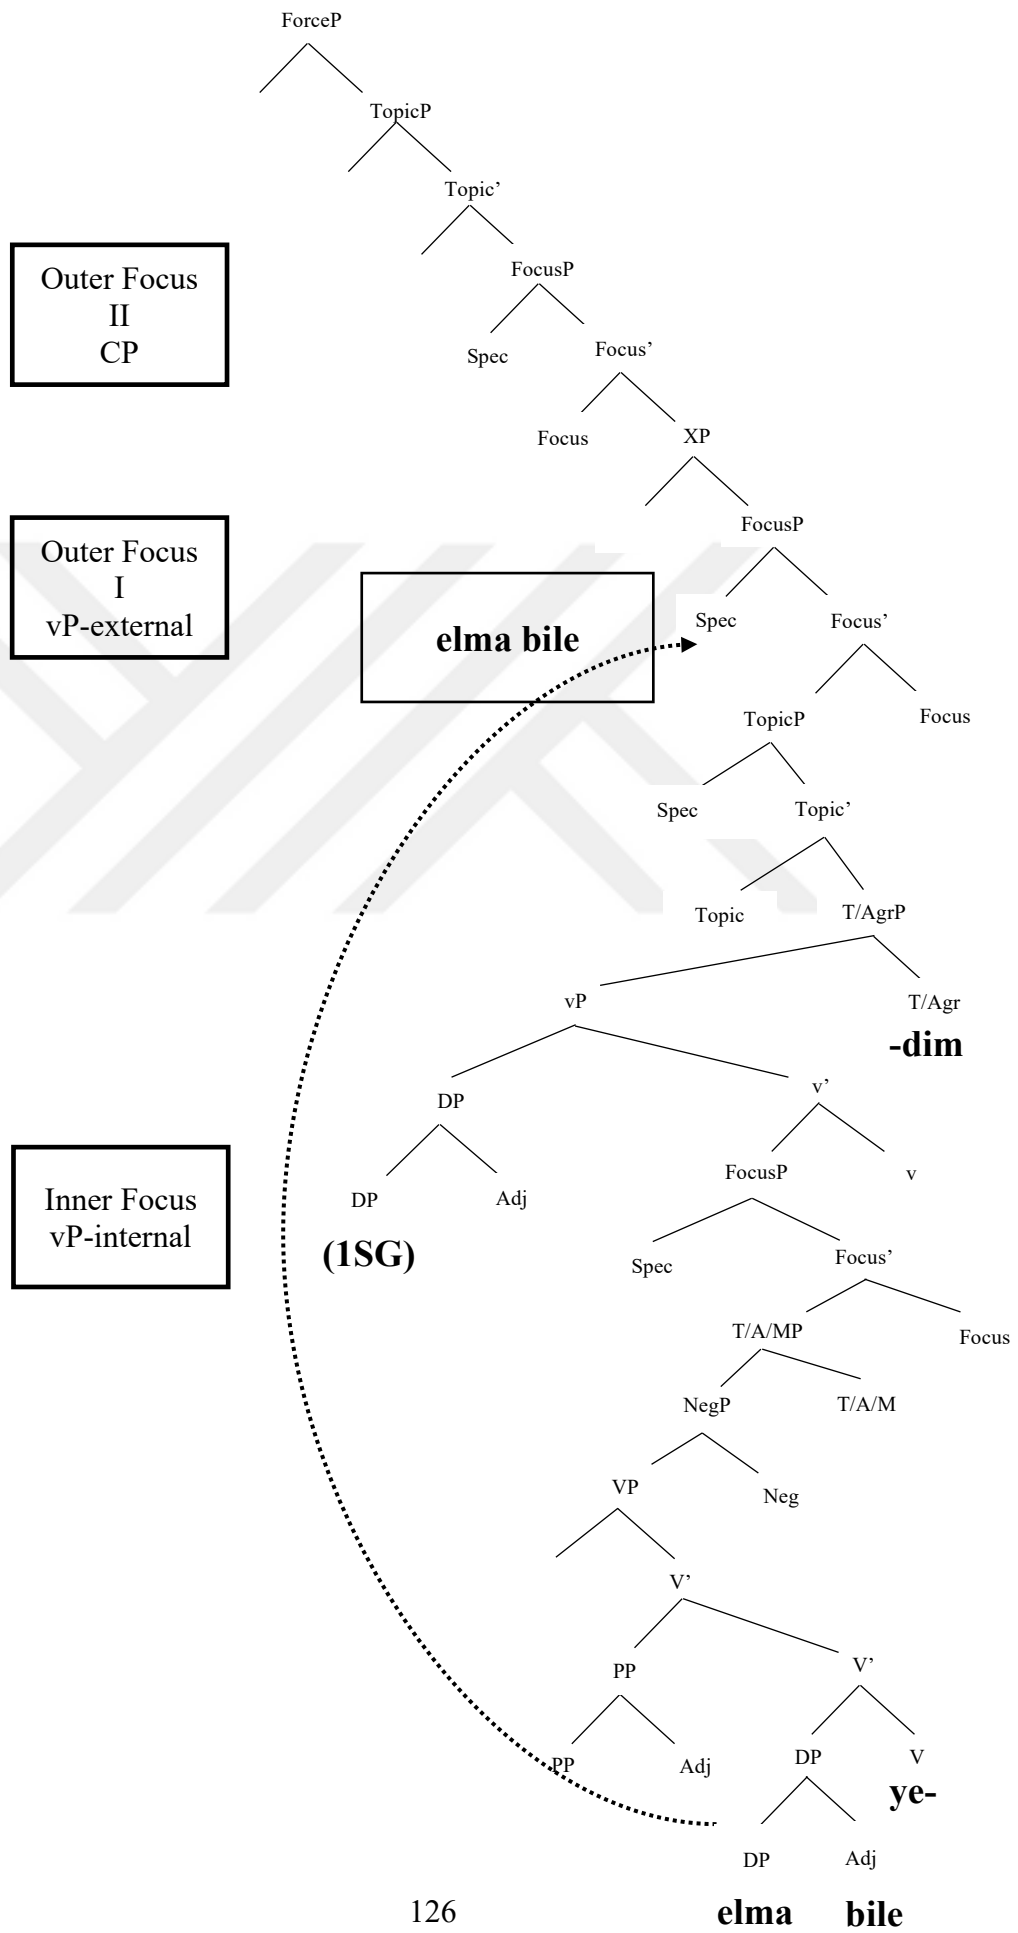 ForceP
TopicP
Topic’
FocusP
Outer Focus
II
CP
Spec
Focus’
Focus
XP
FocusP
Outer Focus
I
vP-external
elma bile
Spec
Focus’
TopicP
Focus
Spec
Topic’
Topic
T/AgrP
vP
T/Agr
-dim
DP
v’
FocusP
v
DP
Adj
Inner Focus
vP-internal
(1SG)
Spec
Focus’
T/A/MP
Focus
NegP
T/A/M
VP
Neg
V’
PP
V’
PP
Adj
DP
V
ye-
DP
Adj
126
elma
bile